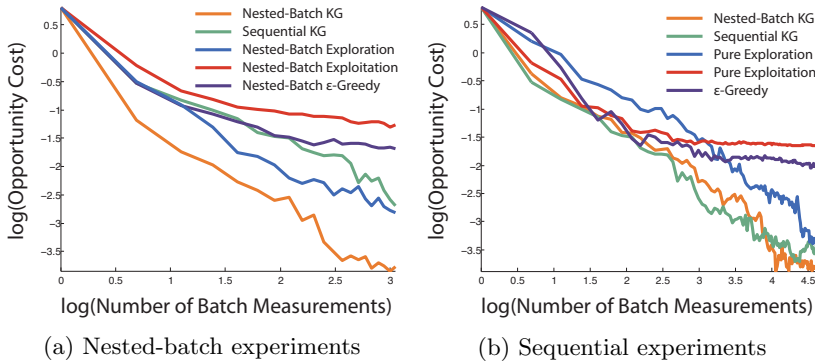 Nested-Batch KG
Sequential KG
Nested-Batch Exploration
Nested-Batch Exploitation
Nested-Batch ε-Greedy
log(Opportunity Cost)
0.5
0
−0.5
−1
−1.5
−2
−2.5
−3
−3.5
0 0.5 1 1.5 2 2.5 3
log(Number of Batch Measurements)
(a) Nested-batch experiments
Nested-Batch KG
Sequential KG
Pure Exploration
Pure Exploitation
ε-Greedy
log(Opportunity Cost)
0.5
0
−0.5
−1
−1.5
−2
−2.5
−3
−3.5
0 0.5 1 1.5 2 2.5 3 3.5 4 4.5
log(Number of Batch Measurements)
(b) Sequential experiments